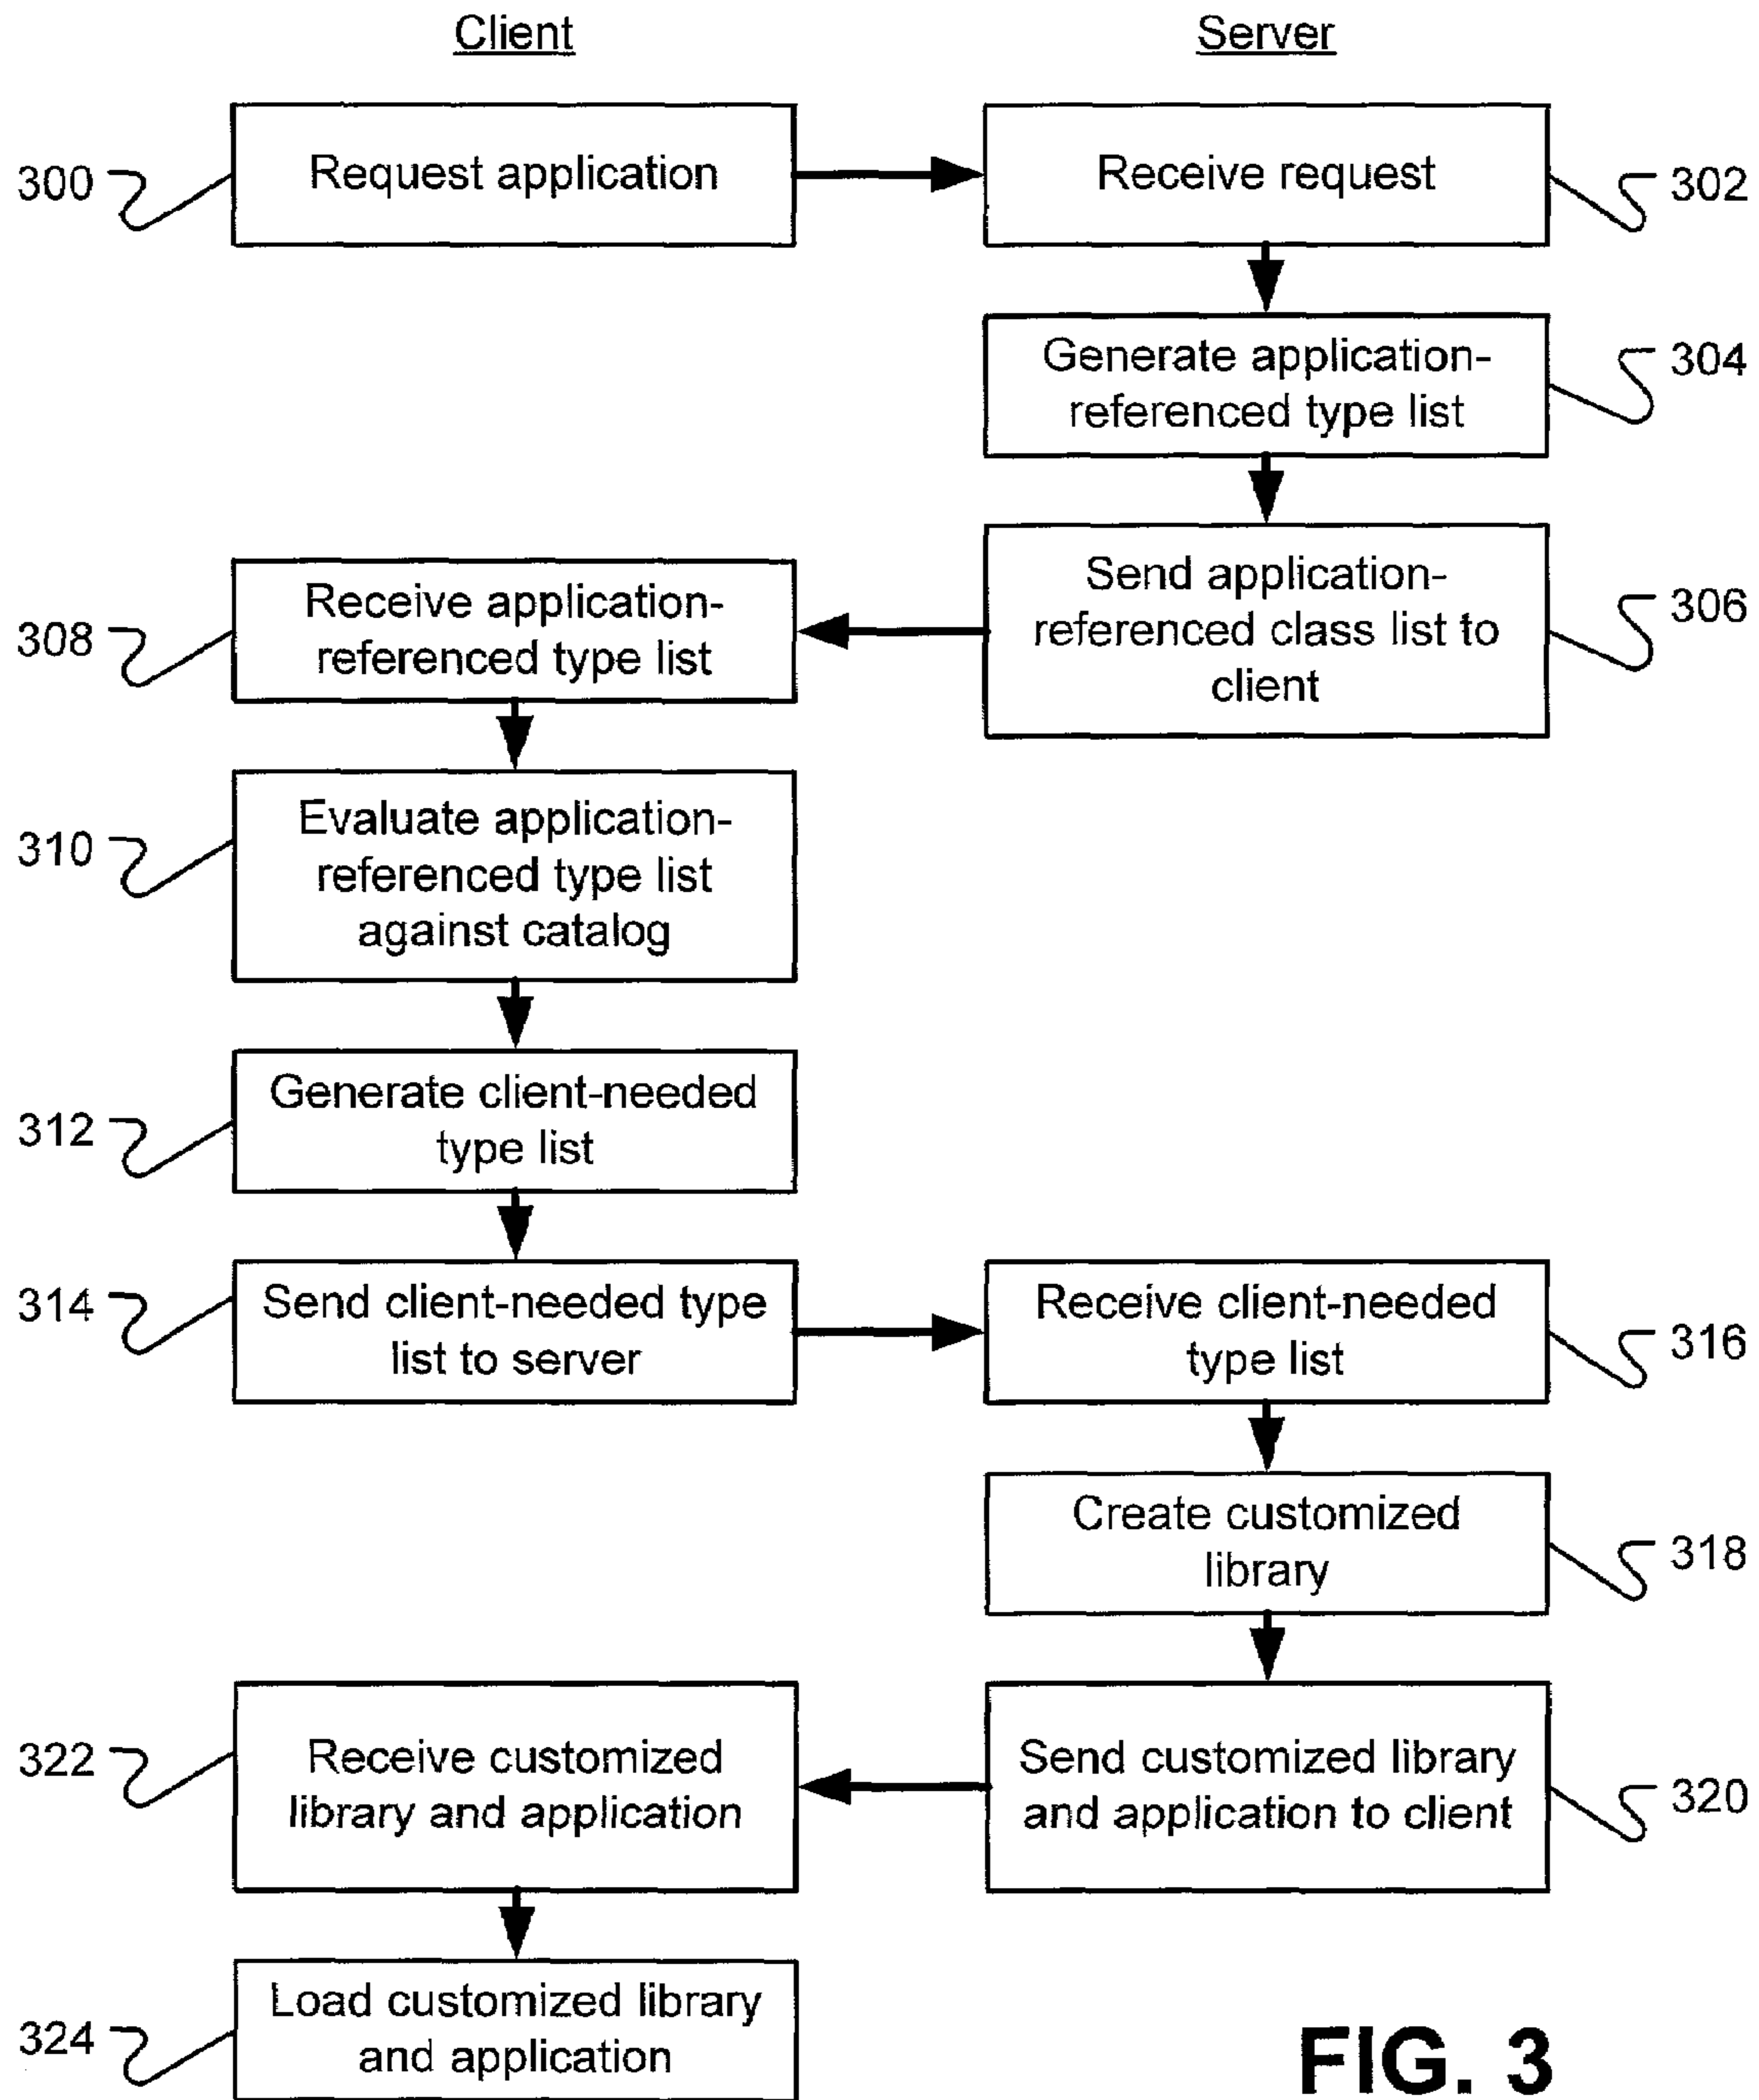 Client
Server
300
Request application
Receive request
302
Generate application-
referenced type list
304
Send application-
referenced class list to
client
306
308
Receive application-
referenced type list
310
Evaluate application-
referenced type list
against catalog
312
Generate client-needed
type list
314
Send client-needed type
list to server
Receive client-needed
type list
316
Create customized
library
318
Send customized library
and application to client
320
322
Receive customized
library and application
324
Load customized library
and application
FIG. 3